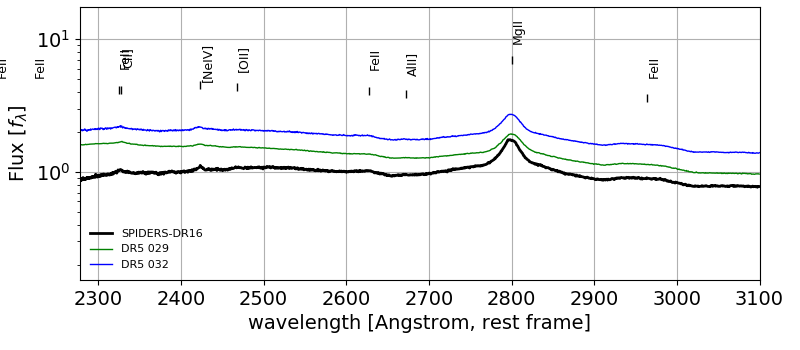 10¹
10⁰
Flux [fλ]
FeII
FeII
FeII
CII]
[NeIV]
[OII]
FeII
AlII]
MgII
FeII
SPIDERS-DR16
DR5 029
DR5 032
2300 2400 2500 2600 2700 2800 2900 3000 3100
wavelength [Angstrom, rest frame]